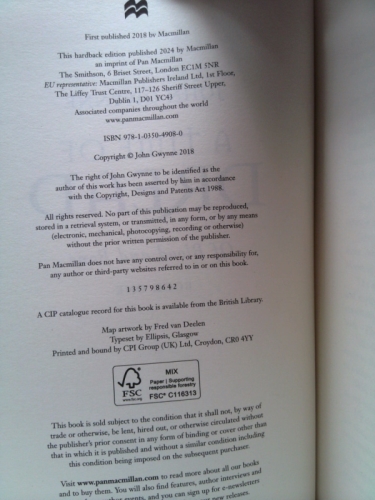 First published 2018 by Macmillan
This hardback edition published 2024 by Macmillan
an imprint of Pan Macmillan
The Smithson, 6 Briset Street, London EC1M 5NR
EU representative: Macmillan Publishers Ireland Ltd, 1st Floor,
The Liffey Trust Centre, 117–126 Sheriff Street Upper,
Dublin 1, D01 YC43
Associated companies throughout the world
www.panmacmillan.com
ISBN 978-1-0350-4908-0
Copyright © John Gwynne 2018
The right of John Gwynne to be identified as the
author of this work has been asserted by him in accordance
with the Copyright, Designs and Patents Act 1988.
All rights reserved. No part of this publication may be reproduced,
stored in a retrieval system, or transmitted, in any form, or by any means
(electronic, mechanical, photocopying, recording or otherwise)
without the prior written permission of the publisher.
Pan Macmillan does not have any control over, or any responsibility for,
any author or third-party websites referred to in or on this book.
1 3 5 7 9 8 6 4 2
A CIP catalogue record for this book is available from the British Library.
Map artwork by Fred van Deelen
Typeset by Ellipsis, Glasgow
Printed and bound by CPI Group (UK) Ltd, Croydon, CR0 4YY
FSC
www.fsc.org
MIX
Paper | Supporting
responsible forestry
FSC® C116313
This book is sold subject to the condition that it shall not, by way of
trade or otherwise, be lent, hired out, or otherwise circulated without
the publisher's prior consent in any form of binding or cover other than
that in which it is published and without a similar condition including
this condition being imposed on the subsequent purchaser.
Visit www.panmacmillan.com to read more about all our books
and to buy them. You will also find features, author interviews and
events, and you can sign up for e-newsletters
new releases.